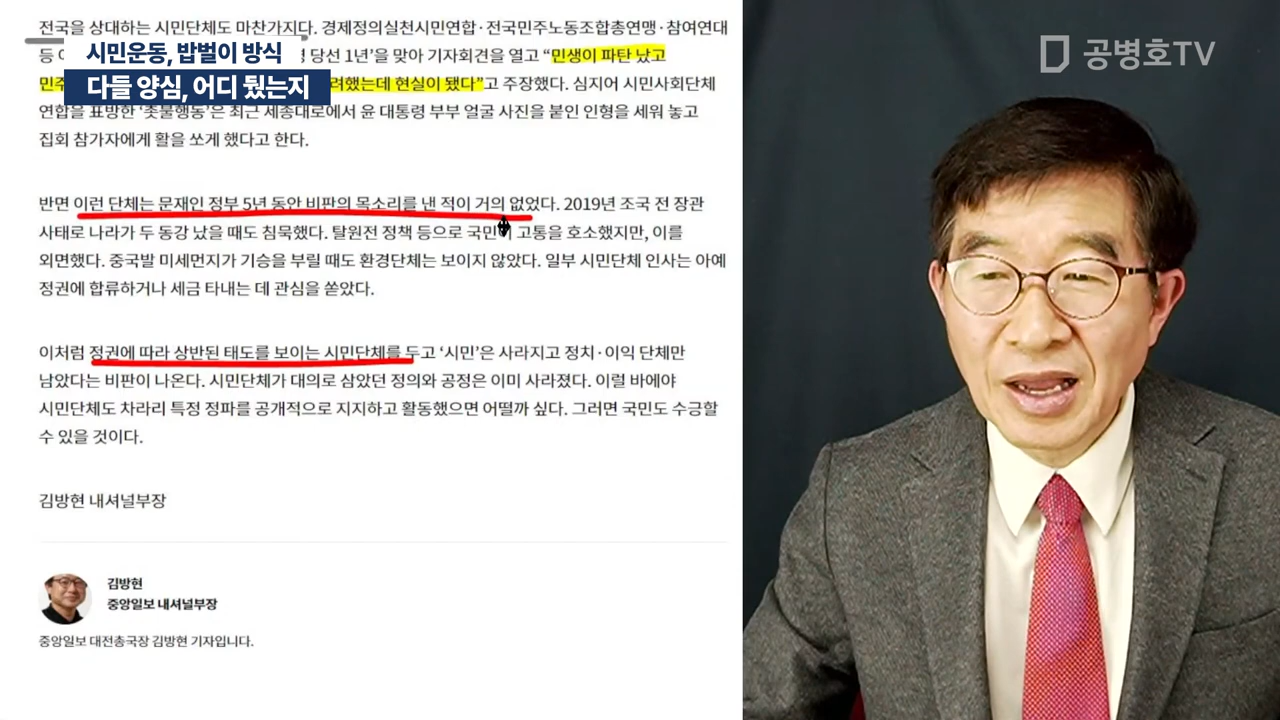 전국을 상대하는 시민단체도 마찬가지다. 경제정의실천시민연합·전국민주노동조합총연맹·참여연대
시민운동, 밥벌이 방식
다들 양심, 어디 뒀는지
당선 1년'을 맞아 기자회견을 열고 “민생이 파탄 났고
려했는데 현실이 됐다”고 주장했다. 심지어 시민사회단체
연합을 표방한 '촛불행동'은 최근 세종대로에서 윤 대통령 부부 얼굴 사진을 붙인 인형을 세워 놓고
집회 참가자에게 활을 쏘게 했다고 한다.
반면 이런 단체는 문재인 정부 5년 동안 비판의 목소리를 낸 적이 거의 없었다. 2019년 조국 전 장관
사태로 나라가 두 동강 났을 때도 침묵했다. 탈원전 정책 등으로 국민이 고통을 호소했지만, 이를
외면했다. 중국발 미세먼지가 기승을 부릴 때도 환경단체는 보이지 않았다. 일부 시민단체 인사는 아예
정권에 합류하거나 세금 타내는 데 관심을 쏟았다.
이처럼 정권에 따라 상반된 태도를 보이는 시민단체를 두고 '시민'은 사라지고 정치·이익 단체만
남았다는 비판이 나온다. 시민단체가 대의로 삼았던 정의와 공정은 이미 사라졌다. 이럴 바에야
시민단체도 차라리 특정 정파를 공개적으로 지지하고 활동했으면 어떨까 싶다. 그러면 국민도 수긍할
수 있을 것이다.
김방현 내셔널부장
김방현
중앙일보 내셔널부장
중앙일보 대전총국장 김방현 기자입니다.
공병호TV